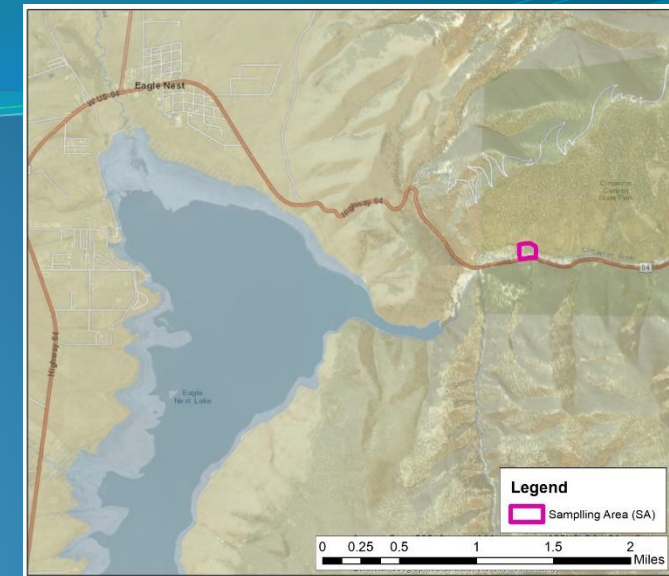 Eagle Nest
W US 64
Highway 64
Cimarron
Canyon
State Park
64
Highway 64
Eagle
Nest Lake
Legend
Samplling Area (SA)
0 0.25 0.5 1 1.5 2
Miles